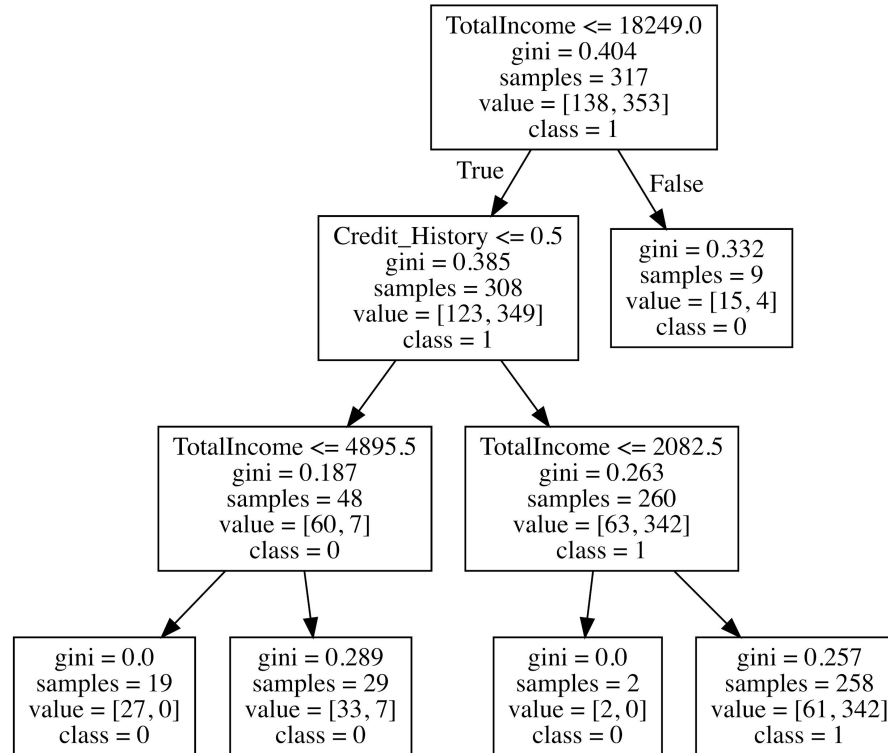 TotalIncome <= 18249.0
gini = 0.404
samples = 317
value = [138, 353]
class = 1
True
False
Credit_History <= 0.5
gini = 0.385
samples = 308
value = [123, 349]
class = 1
gini = 0.332
samples = 9
value = [15, 4]
class = 0
TotalIncome <= 4895.5
gini = 0.187
samples = 48
value = [60, 7]
class = 0
TotalIncome <= 2082.5
gini = 0.263
samples = 260
value = [63, 342]
class = 1
gini = 0.0
samples = 19
value = [27, 0]
class = 0
gini = 0.289
samples = 29
value = [33, 7]
class = 0
gini = 0.0
samples = 2
value = [2, 0]
class = 0
gini = 0.257
samples = 258
value = [61, 342]
class = 1